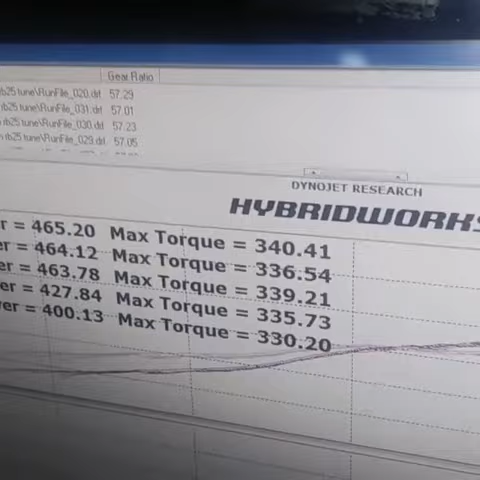 Gear Ratio
rb25 tune\RunFile_020.drf 57.29
rb25 tune\RunFile_031.drf 57.01
rb25 tune\RunFile_030.drf 57.23
rb25 tune\RunFile_029.drf 57.05
DYNOJET RESEARCH
HYBRIDWORKS
er = 465.20 Max Torque = 340.41
er = 464.12 Max Torque = 336.54
er = 463.78 Max Torque = 339.21
wer = 427.84 Max Torque = 335.73
wer = 400.13 Max Torque = 330.20